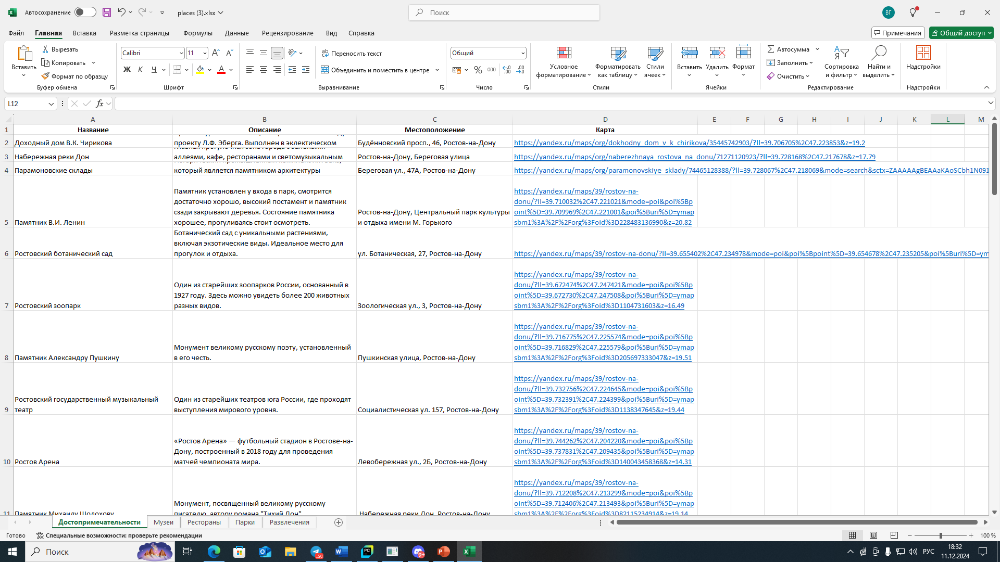 Автосохранение
places (3).xlsx
Поиск
ВГ
Файл Главная Вставка Разметка страницы Формулы Данные Рецензирование Вид Справка
Примечания Общий доступ
Вставить
Вырезать
Копировать
Формат по образцу
Буфер обмена
Calibri 11
Ж К Ч А
Шрифт
Переносить текст
Объединить и поместить в центре
Выравнивание
Общий
% 000
Число
Условное форматирование
Форматировать как таблицу
Стили ячеек
Стили
Вставить Удалить Формат
Ячейки
Автосумма
Заполнить
Очистить
Сортировка и фильтр
Найти и выделить
Редактирование
Надстройки
Надстройки
L12
fx
A B C D E F G H I J K L M
1 Название Описание Местоположение Карта
2 Доходный дом В.К. Чирикова
проекту Л.Ф. Эберга. Выполнен в эклектическом
Будённовский просп., 46, Ростов-на-Дону
https://yandex.ru/maps/org/dokhodny_dom_v_k_chirikova/35445742903/?ll=39.706705%2C47.223853&z=19.2
3 Набережная реки Дон
аллеями, кафе, ресторанами и светомузыкальным
Ростов-на-Дону, Береговая улица
https://yandex.ru/maps/org/naberezhnaya_rostova_na_donu/71271120923/?ll=39.728168%2C47.217678&z=17.79
4 Парамоновские склады
который является памятником архитектуры
Береговая ул., 47А, Ростов-на-Дону
https://yandex.ru/maps/org/paramonovskiye_sklady/74465128388/?ll=39.728067%2C47.218069&mode=search&sctx=ZAAAAAgBEAAaKAoSCbh1N091
5 Памятник В.И. Ленин
Памятник установлен у входа в парк, смотрится
достаточно хорошо, высокий постамент и памятник
сзади закрывают деревья. Состояние памятника
хорошее, прогуливаясь стоит осмотреть.
Ростов-на-Дону, Центральный парк культуры
и отдыха имени М. Горького
https://yandex.ru/maps/39/rostov-na-
donu/?ll=39.710032%2C47.221021&mode=poi&poi%5Bp
oint%5D=39.709969%2C47.221001&poi%5Buri%5D=ymap
sbm1%3A%2F%2Forg%3Foid%3D228483136990&z=20.82
6 Ростовский ботанический сад
Ботанический сад с уникальными растениями,
включая экзотические виды. Идеальное место для
прогулок и отдыха.
ул. Ботаническая, 27, Ростов-на-Дону
https://yandex.ru/maps/39/rostov-na-donu/?ll=39.655402%2C47.234978&mode=poi&poi%5Bpoint%5D=39.654678%2C47.235205&poi%5Buri%5D=ym
7 Ростовский зоопарк
Один из старейших зоопарков России, основанный в
1927 году. Здесь можно увидеть более 200 животных
разных видов.
Зоологическая ул., 3, Ростов-на-Дону
https://yandex.ru/maps/39/rostov-na-
donu/?ll=39.672474%2C47.247421&mode=poi&poi%5Bp
oint%5D=39.672730%2C47.247508&poi%5Buri%5D=ymap
sbm1%3A%2F%2Forg%3Foid%3D1104731603&z=16.49
8 Памятник Александру Пушкину
Монумент великому русскому поэту, установленный
в его честь.
Пушкинская улица, Ростов-на-Дону
https://yandex.ru/maps/39/rostov-na-
donu/?ll=39.716775%2C47.225574&mode=poi&poi%5Bp
oint%5D=39.716829%2C47.225579&poi%5Buri%5D=ymap
sbm1%3A%2F%2Forg%3Foid%3D205697333047&z=19.51
9 Ростовский государственный музыкальный
театр
Один из старейших театров юга России, где проходят
выступления мирового уровня.
Социалистическая ул. 157, Ростов-на-Дону
https://yandex.ru/maps/39/rostov-na-
donu/?ll=39.732756%2C47.224645&mode=poi&poi%5Bp
oint%5D=39.732391%2C47.224399&poi%5Buri%5D=ymap
sbm1%3A%2F%2Forg%3Foid%3D1138347645&z=19.44
10 Ростов Арена
«Ростов Арена» — футбольный стадион в Ростове-на-
Дону, построенный в 2018 году для проведения
матчей чемпионата мира.
Левобережная ул., 2Б, Ростов-на-Дону
https://yandex.ru/maps/39/rostov-na-
donu/?ll=39.744262%2C47.204220&mode=poi&poi%5Bp
oint%5D=39.737831%2C47.209435&poi%5Buri%5D=ymap
sbm1%3A%2F%2Forg%3Foid%3D140043458368&z=14.31
11 Памятник Михаилу Шолохову
Монумент, посвященный великому русскому
писателю, автору романа "Тихий Дон".
Набережная реки Дон, Ростов-на-Дону
https://yandex.ru/maps/39/rostov-na-
donu/?ll=39.712208%2C47.213299&mode=poi&poi%5Bp
oint%5D=39.712406%2C47.213493&poi%5Buri%5D=ymap
sbm1%3A%2F%2Forg%3Foid%3D82115234914&z=19.14
Достопримечательности Музеи Рестораны Парки Развлечения
Готово Специальные возможности: проверьте рекомендации
100 %
Поиск
РУС
18:32
11.12.2024